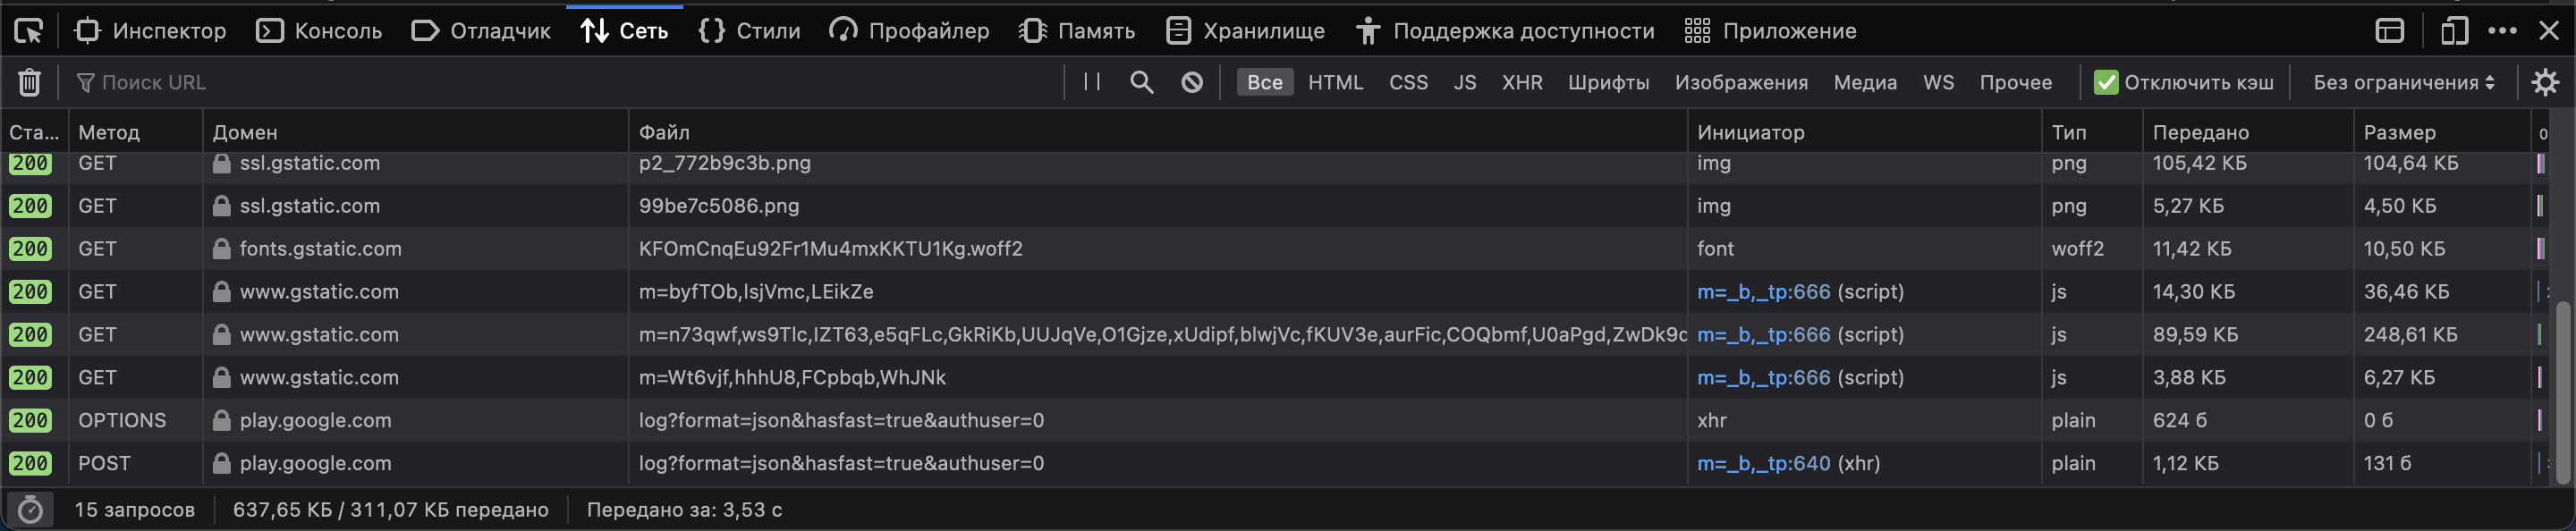 Инспектор Консоль Отладчик Сеть Стили Профайлер Память Хранилище Поддержка доступности Приложение
Поиск URL Все HTML CSS JS XHR Шрифты Изображения Медиа WS Прочее Отключить кэш Без ограничения
Ста... Метод Домен Файл Инициатор Тип Передано Размер 0
200 GET ssl.gstatic.com p2_772b9c3b.png img png 105,42 КБ 104,64 КБ
200 GET ssl.gstatic.com 99be7c5086.png img png 5,27 КБ 4,50 КБ
200 GET fonts.gstatic.com KFOmCnqEu92Fr1Mu4mxKKTU1Kg.woff2 font woff2 11,42 КБ 10,50 КБ
200 GET www.gstatic.com m=byfTOb,lsjVmc,LEikZe m=_b,_tp:666 (script) js 14,30 КБ 36,46 КБ
200 GET www.gstatic.com m=n73qwf,ws9Tlc,IZT63,e5qFLc,GkRiKb,UUJqVe,O1Gjze,xUdipf,blwjVc,fKUV3e,aurFic,COQbmf,U0aPgd,ZwDk9d m=_b,_tp:666 (script) js 89,59 КБ 248,61 КБ
200 GET www.gstatic.com m=Wt6vjf,hhhU8,FCpbqb,WhJNk m=_b,_tp:666 (script) js 3,88 КБ 6,27 КБ
200 OPTIONS play.google.com log?format=json&hasfast=true&authuser=0 xhr plain 624 б 0 б
200 POST play.google.com log?format=json&hasfast=true&authuser=0 m=_b,_tp:640 (xhr) plain 1,12 КБ 131 б
15 запросов 637,65 КБ / 311,07 КБ передано Передано за: 3,53 с